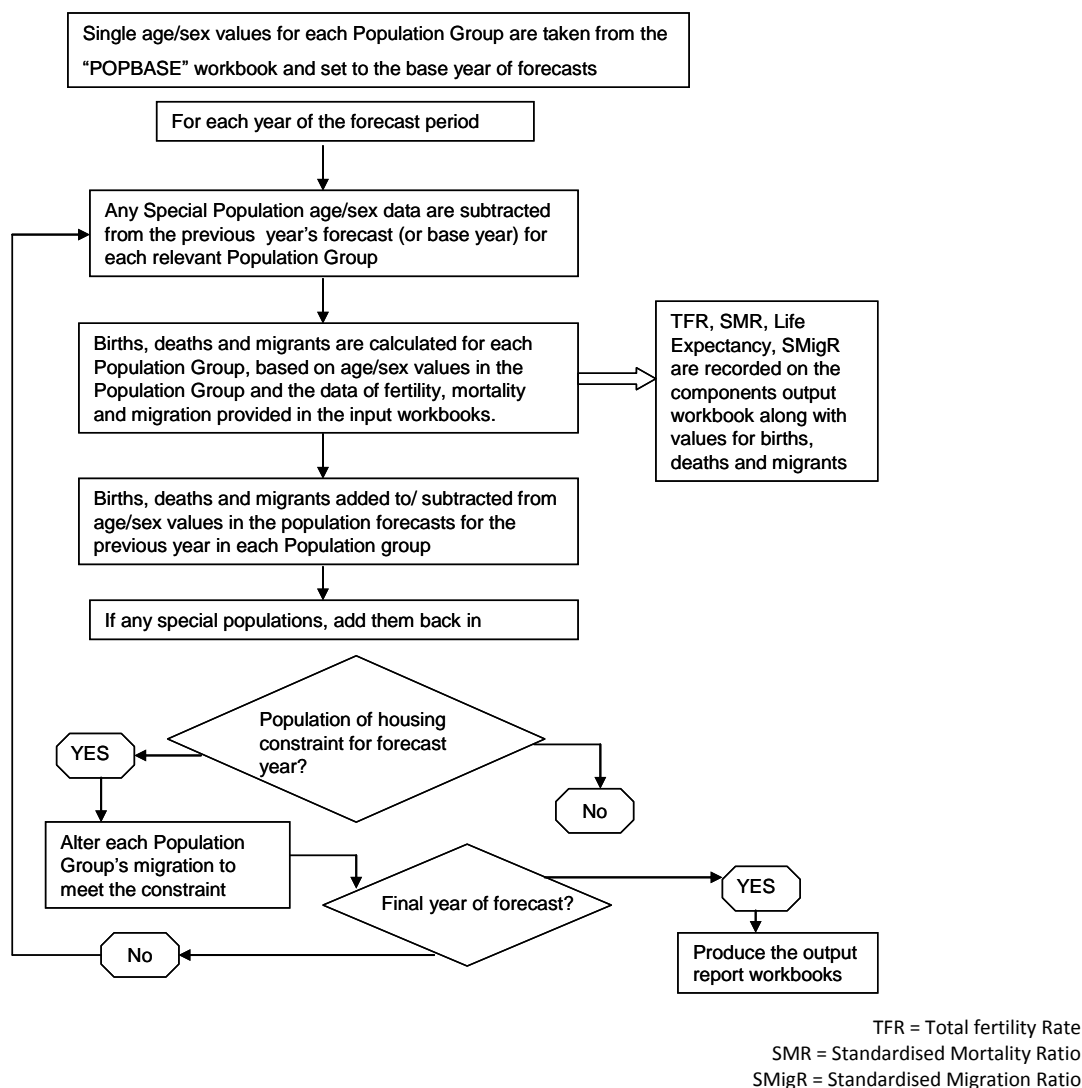 Single age/sex values for each Population Group are taken from the
“POPBASE” workbook and set to the base year of forecasts
For each year of the forecast period
Any Special Population age/sex data are subtracted
from the previous year’s forecast (or base year) for
each relevant Population Group
Births, deaths and migrants are calculated for each
Population Group, based on age/sex values in the
Population Group and the data of fertility, mortality
and migration provided in the input workbooks.
TFR, SMR, Life
Expectancy, SMigR
are recorded on the
components output
workbook along with
values for births,
deaths and migrants
Births, deaths and migrants added to/ subtracted from
age/sex values in the population forecasts for the
previous year in each Population group
If any special populations, add them back in
Population of housing
constraint for forecast
year?
YES
No
Alter each Population
Group’s migration to
meet the constraint
Final year of forecast?
YES
No
Produce the output
report workbooks
TFR = Total fertility Rate
SMR = Standardised Mortality Ratio
SMigR = Standardised Migration Ratio